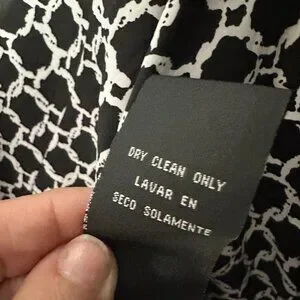 DRY CLEAN ONLY
LAVAR EN
SECO SOLAMENTE